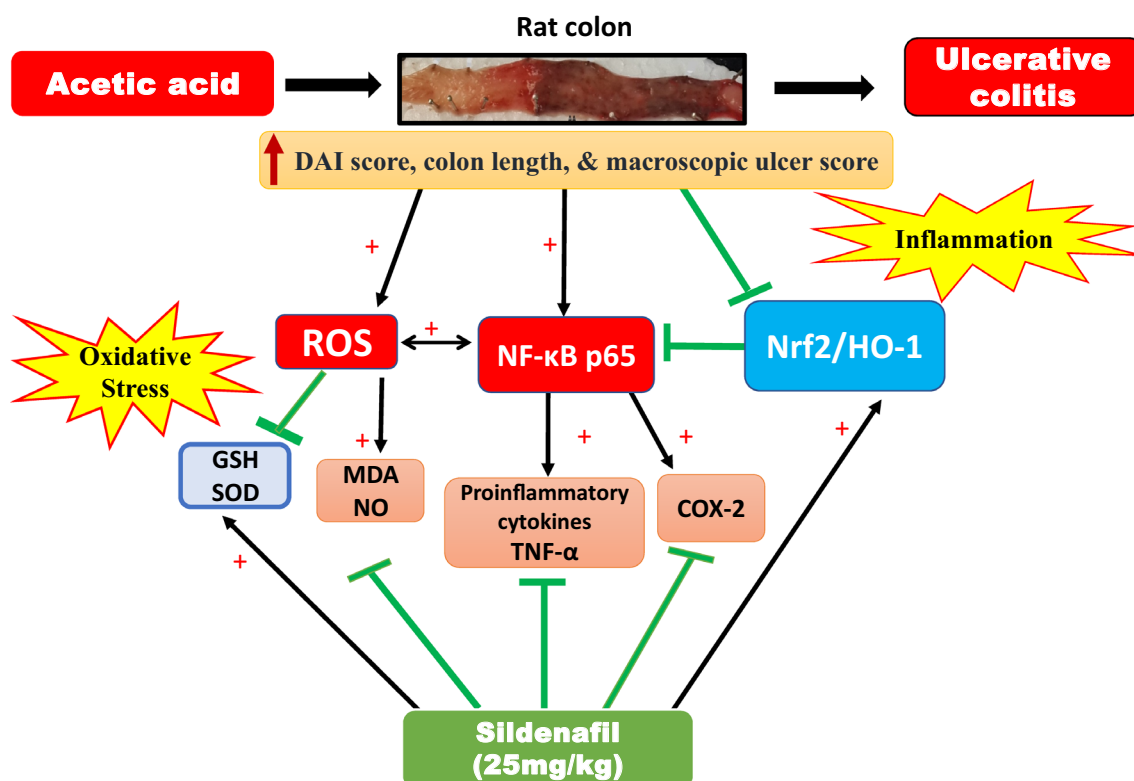 Rat colon
Acetic acid
Ulcerative
colitis
DAI score, colon length, & macroscopic ulcer score
Inflammation
+
+
Oxidative
Stress
ROS
+
NF-κB p65
Nrf2/HO-1
+
+
+
+
GSH
SOD
MDA
NO
Proinflammatory
cytokines
TNF-α
COX-2
+
Sildenafil
(25mg/kg)